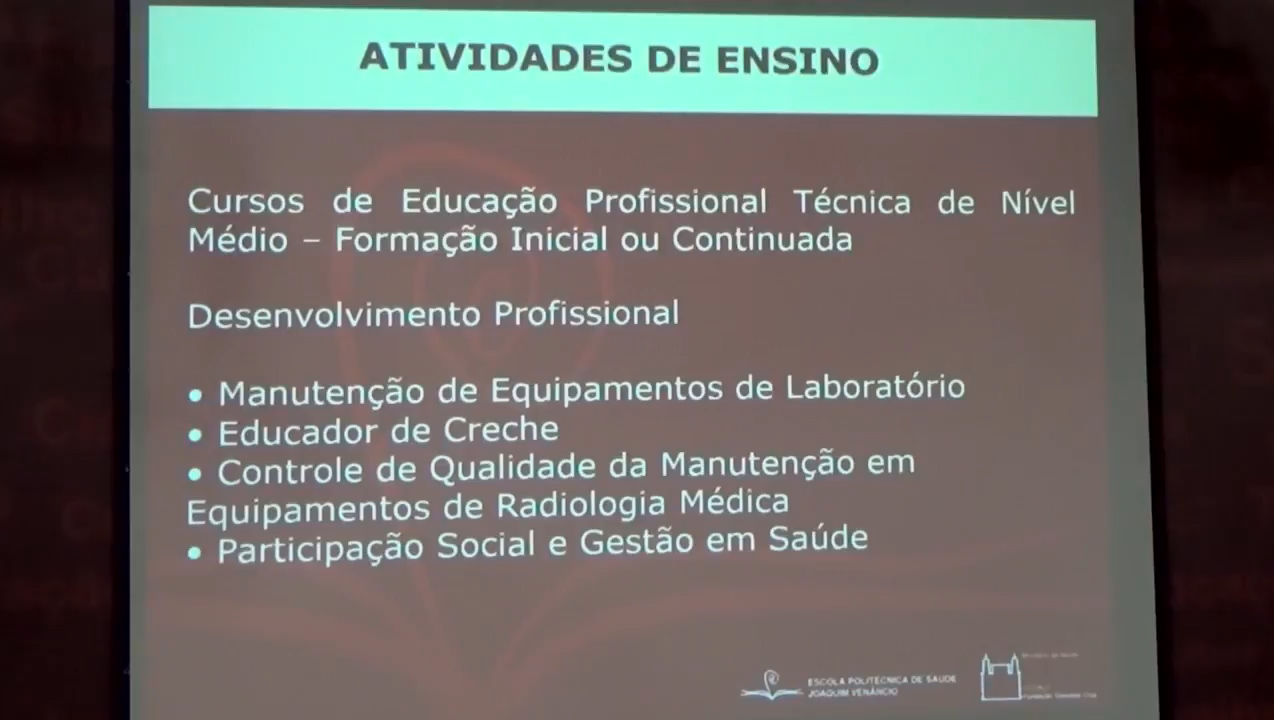 ATIVIDADES DE ENSINO
Cursos de Educação Profissional Técnica de Nível
Médio – Formação Inicial ou Continuada
Desenvolvimento Profissional
• Manutenção de Equipamentos de Laboratório
• Educador de Creche
• Controle de Qualidade da Manutenção em
Equipamentos de Radiologia Médica
• Participação Social e Gestão em Saúde
ESCOLA POLITÉCNICA DE SAÚDE
JOAQUIM VENÂNCIO